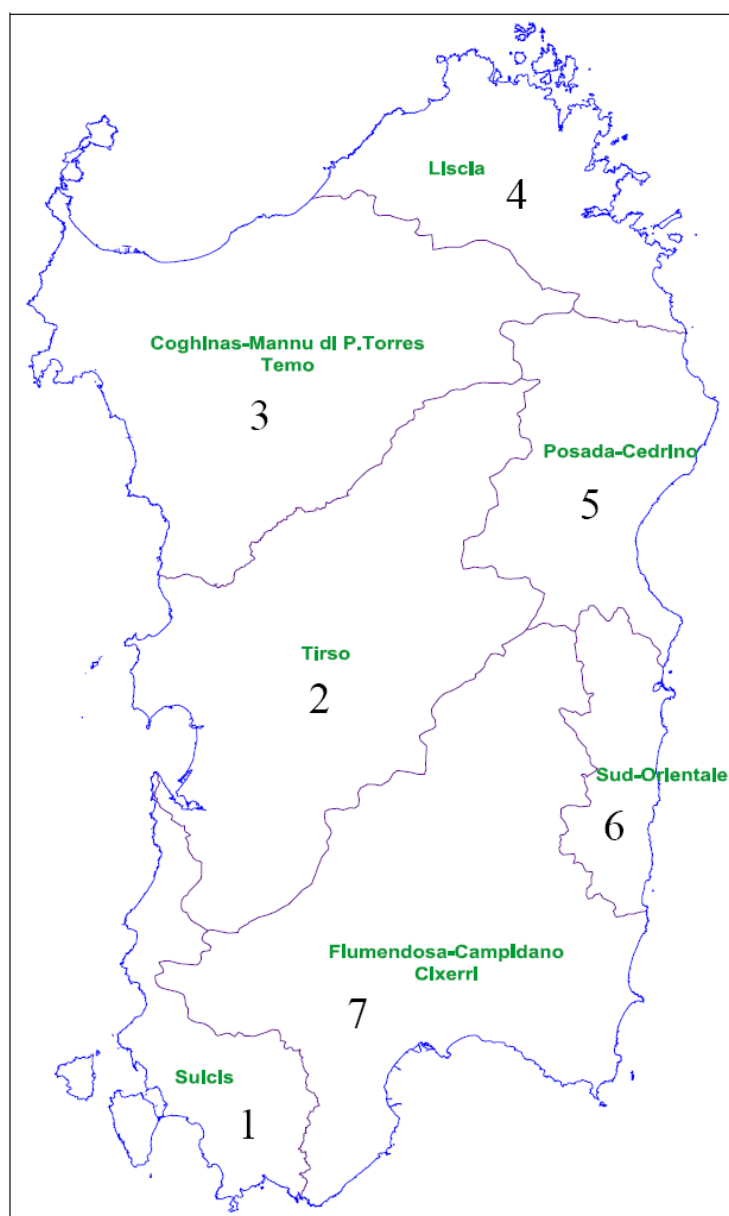 Liscia
4
Coghinas-Mannu di P.Torres
Temo
3
Posada-Cedrino
5
Tirso
2
Sud-Orientale
6
Flumendosa-Campidano
Cixerri
7
Sulcis
1